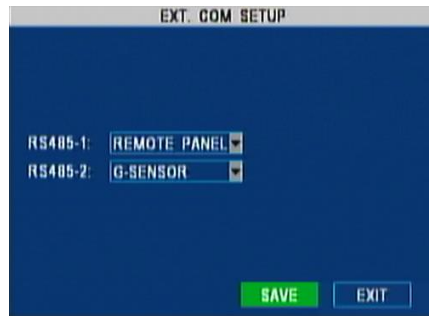 EXT. COM SETUP
RS485-1: REMOTE PANEL
RS485-2: G-SENSOR
SAVE EXIT